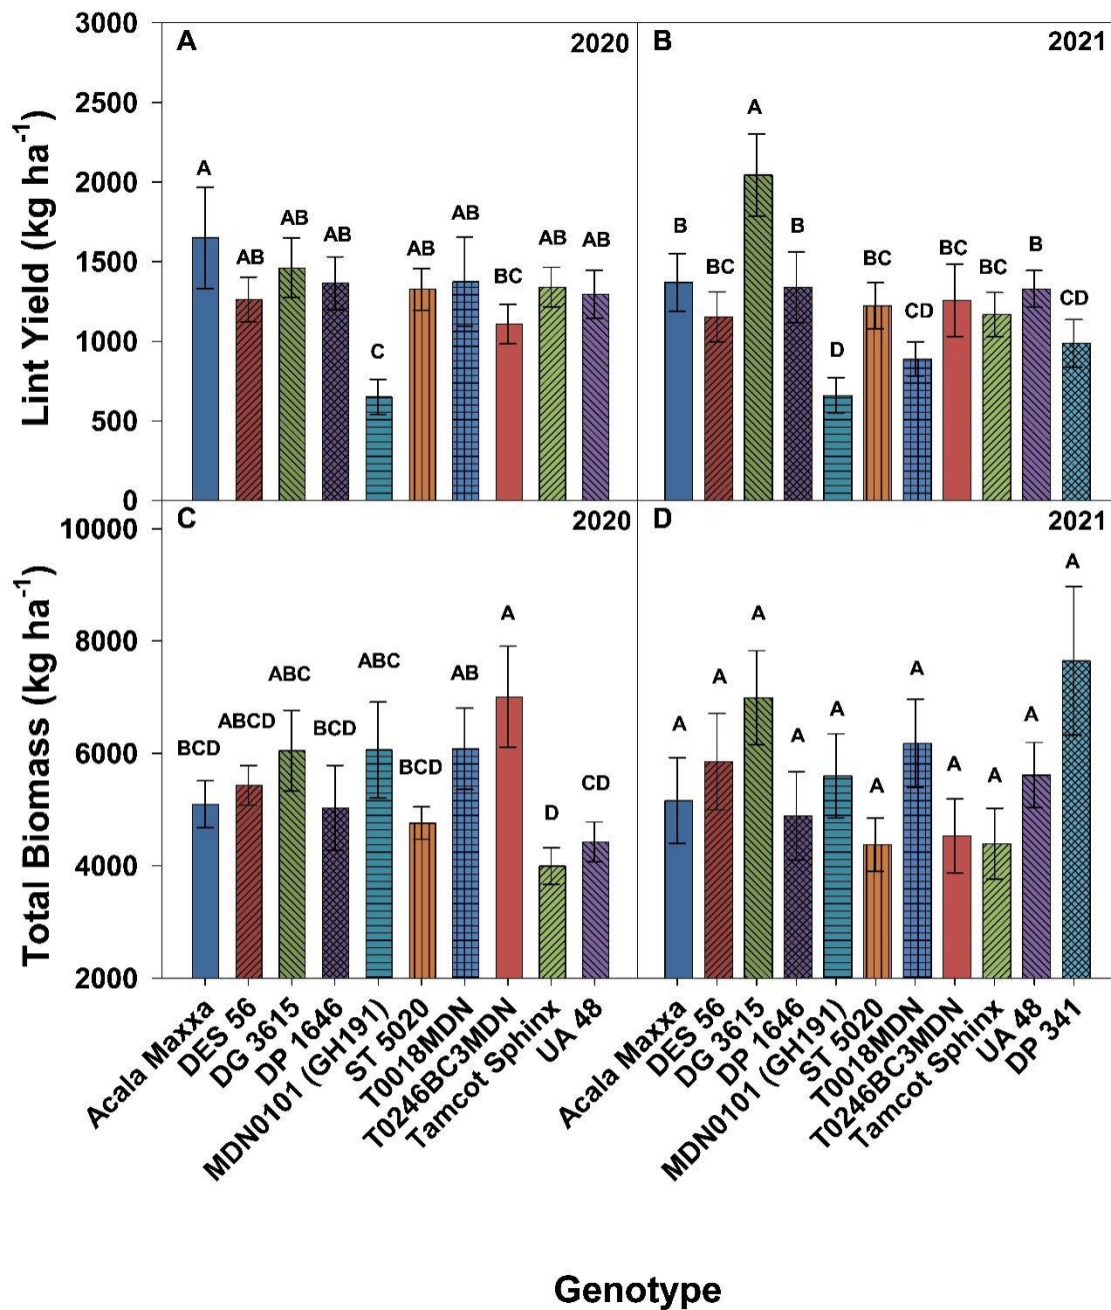 3000
2500
2000
1500
1000
500
0
Lint Yield (kg ha⁻¹)
A
2020
A
AB
AB
AB
C
AB
AB
BC
AB
AB
B
2021
B
BC
A
B
D
BC
CD
BC
BC
B
CD
10000
8000
6000
4000
2000
Total Biomass (kg ha⁻¹)
C
2020
BCD
ABCD
ABC
BCD
ABC
BCD
AB
A
D
CD
D
2021
A
A
A
A
A
A
A
A
A
A
A
Acala Maxxa
DES 56
DG 3615
DP 1646
MDN0101 (GH191)
ST 5020
T0018MDN
T0246BC3MDN
Tamcot Sphinx
UA 48
Acala Maxxa
DES 56
DG 3615
DP 1646
MDN0101 (GH191)
ST 5020
T0018MDN
T0246BC3MDN
Tamcot Sphinx
UA 48
DP 341
Genotype